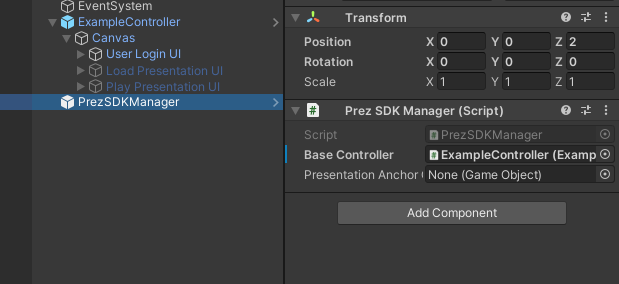 EventSystem
ExampleController
Canvas
User Login UI
Load Presentation UI
Play Presentation UI
PrezSDKManager
Transform
Position X 0 Y 0 Z 2
Rotation X 0 Y 0 Z 0
Scale X 1 Y 1 Z 1
# Prez SDK Manager (Script)
Script # PrezSDKManager
Base Controller # ExampleController (Examp
Presentation Anchor None (Game Object)
Add Component